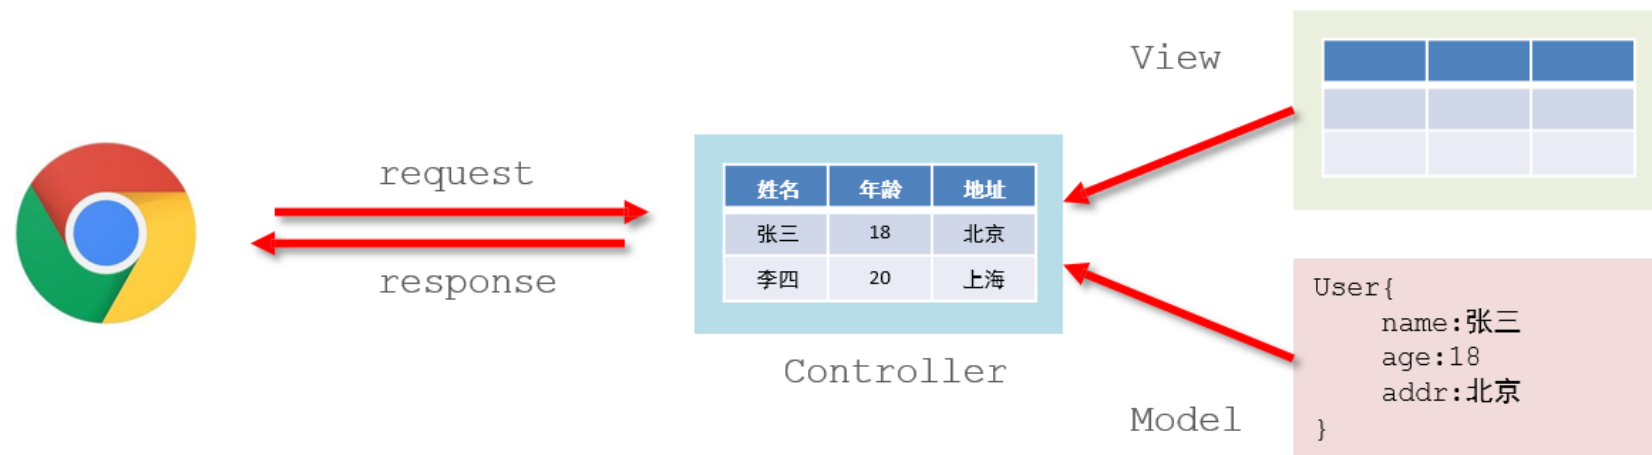 request
response
姓名 年龄 地址
张三 18 北京
李四 20 上海
Controller
View
Model
User{
name:张三
age:18
addr:北京
}